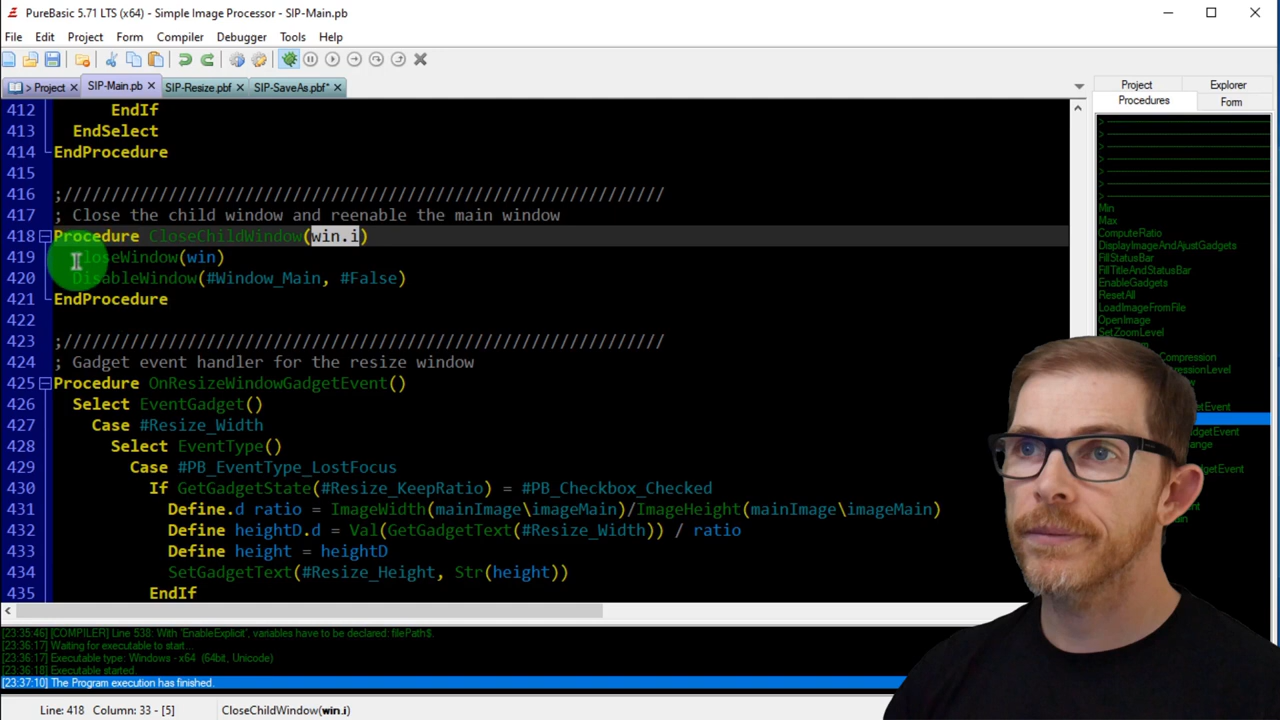 PureBasic 5.71 LTS (x64) - Simple Image Processor - SIP-Main.pb
File Edit Project Form Compiler Debugger Tools Help
> Project SIP-Main.pb SIP-Resize.pbf SIP-SaveAs.pbf*
412 EndIf
413 EndSelect
414 EndProcedure
415
416 ;///////////////////////////////////////////////////////////////
417 ; Close the child window and reenable the main window
418 Procedure CloseChildWindow(win.i)
419 CloseWindow(win)
420 DisableWindow(#Window_Main, #False)
421 EndProcedure
422
423 ;///////////////////////////////////////////////////////////////
424 ; Gadget event handler for the resize window
425 Procedure OnResizeWindowGadgetEvent()
426 Select EventGadget()
427 Case #Resize_Width
428 Select EventType()
429 Case #PB_EventType_LostFocus
430 If GetGadgetState(#Resize_KeepRatio) = #PB_Checkbox_Checked
431 Define.d ratio = ImageWidth(mainImage\imageMain)/ImageHeight(mainImage\imageMain)
432 Define heightD.d = Val(GetGadgetText(#Resize_Width)) / ratio
433 Define height = heightD
434 SetGadgetText(#Resize_Height, Str(height))
435 EndIf
Project Explorer
Procedures Form
Min
Max
ComputeRatio
DisplayImageAndAjustGadgets
FillStatusBar
FillTitleAndStatusBar
EnableGadgets
ResetAll
LoadImageFromFile
OpenImage
SetZoomLevel
[23:35:46] [COMPILER] Line 538: With 'EnableExplicit', variables have to be declared: filePath$.
[23:36:17] Waiting for executable to start...
[23:36:17] Executable type: Windows - x64 (64bit, Unicode)
[23:36:18] Executable started.
[23:37:10] The Program execution has finished.
Line: 418 Column: 33 - [5] CloseChildWindow(win.i)